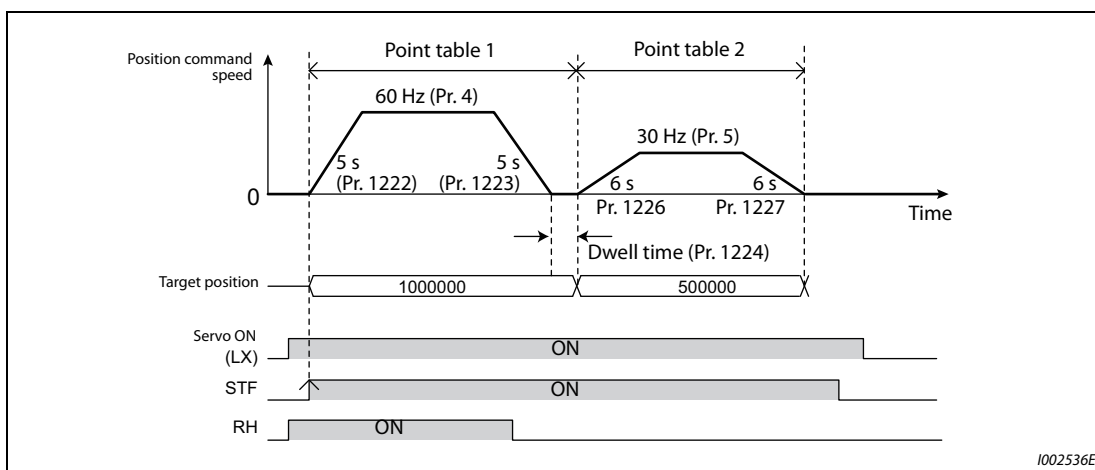 Point table 1
Point table 2
Position command
speed
60 Hz (Pr. 4)
30 Hz (Pr. 5)
5 s
(Pr. 1222)
5 s
(Pr. 1223)
6 s
Pr. 1226
6 s
Pr. 1227
0
Time
Dwell time (Pr. 1224)
Target position
1000000
500000
Servo ON
(LX)
ON
STF
ON
RH
ON
I002536E